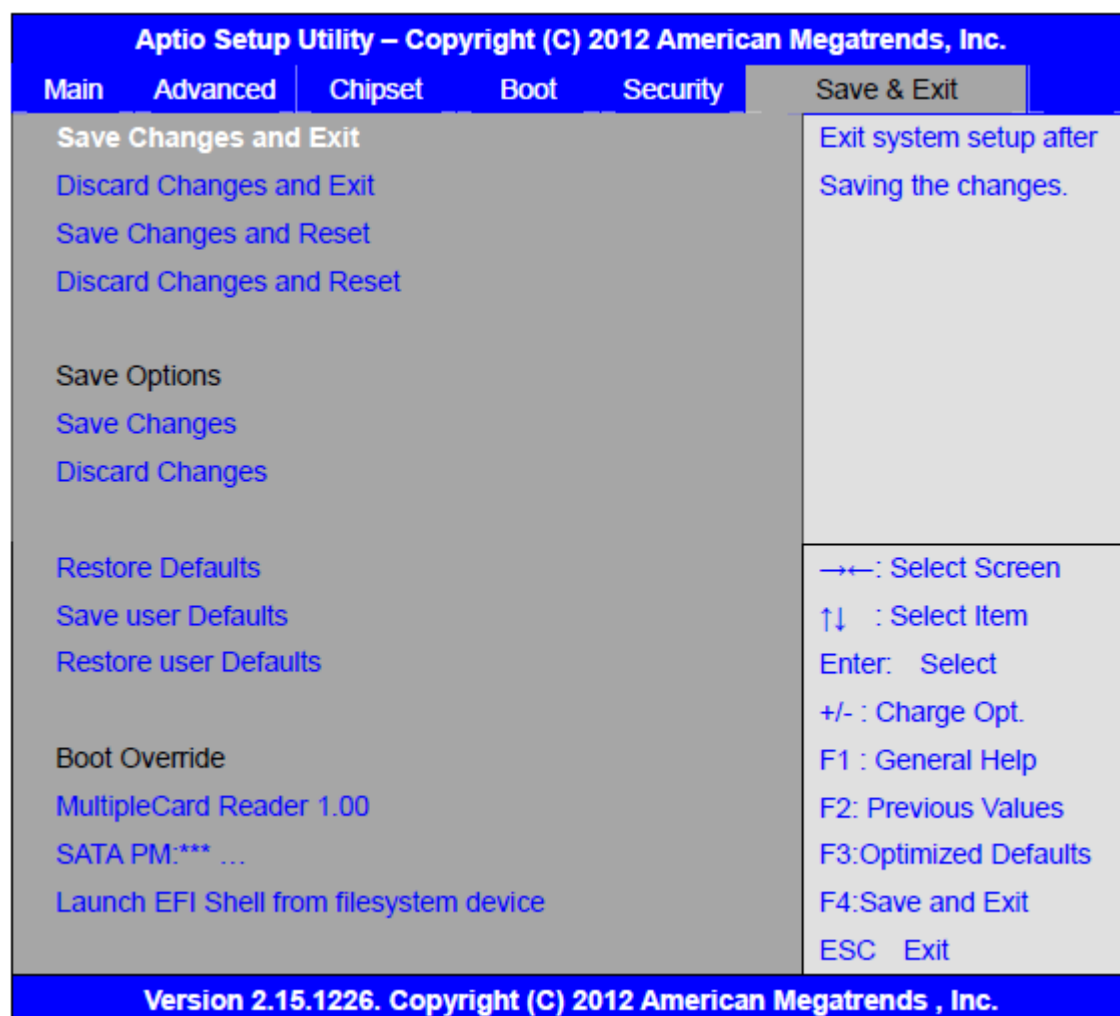 Aptio Setup Utility – Copyright (C) 2012 American Megatrends, Inc.
Main Advanced Chipset Boot Security Save & Exit
Save Changes and Exit
Discard Changes and Exit
Save Changes and Reset
Discard Changes and Reset
Save Options
Save Changes
Discard Changes
Restore Defaults
Save user Defaults
Restore user Defaults
Boot Override
MultipleCard Reader 1.00
SATA PM:*** …
Launch EFI Shell from filesystem device
Exit system setup after
Saving the changes.
→←: Select Screen
↑↓ : Select Item
Enter: Select
+/- : Charge Opt.
F1 : General Help
F2: Previous Values
F3:Optimized Defaults
F4:Save and Exit
ESC Exit
Version 2.15.1226. Copyright (C) 2012 American Megatrends , Inc.